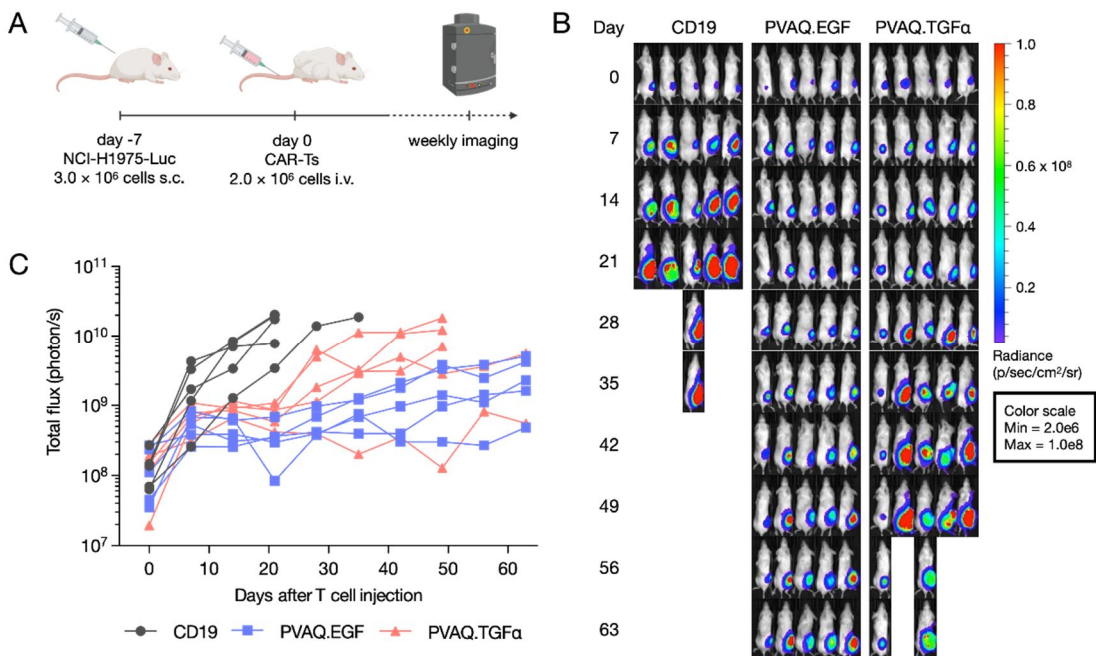 A
day -7
NCI-H1975-Luc
3.0 × 10⁶ cells s.c.
day 0
CAR-Ts
2.0 × 10⁶ cells i.v.
weekly imaging
B
Day
CD19
PVAQ.EGF
PVAQ.TGFα
0
7
14
21
28
35
42
49
56
63
1.0
0.8
0.6 x 10⁸
0.4
0.2
Radiance
(p/sec/cm²/sr)
Color scale
Min = 2.0e6
Max = 1.0e8
C
Total flux (photon/s)
10¹¹
10¹⁰
10⁹
10⁸
10⁷
0 10 20 30 40 50 60
Days after T cell injection
CD19 PVAQ.EGF PVAQ.TGFα